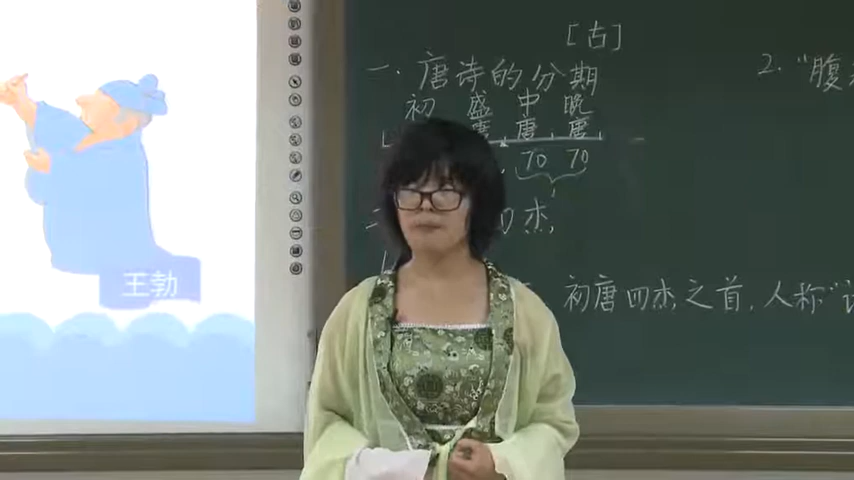 王勃
[古]
一.唐诗的分期
初 盛 中 晚
唐、唐、唐
70 70
杰
2."腹
初唐四杰之首,人称"